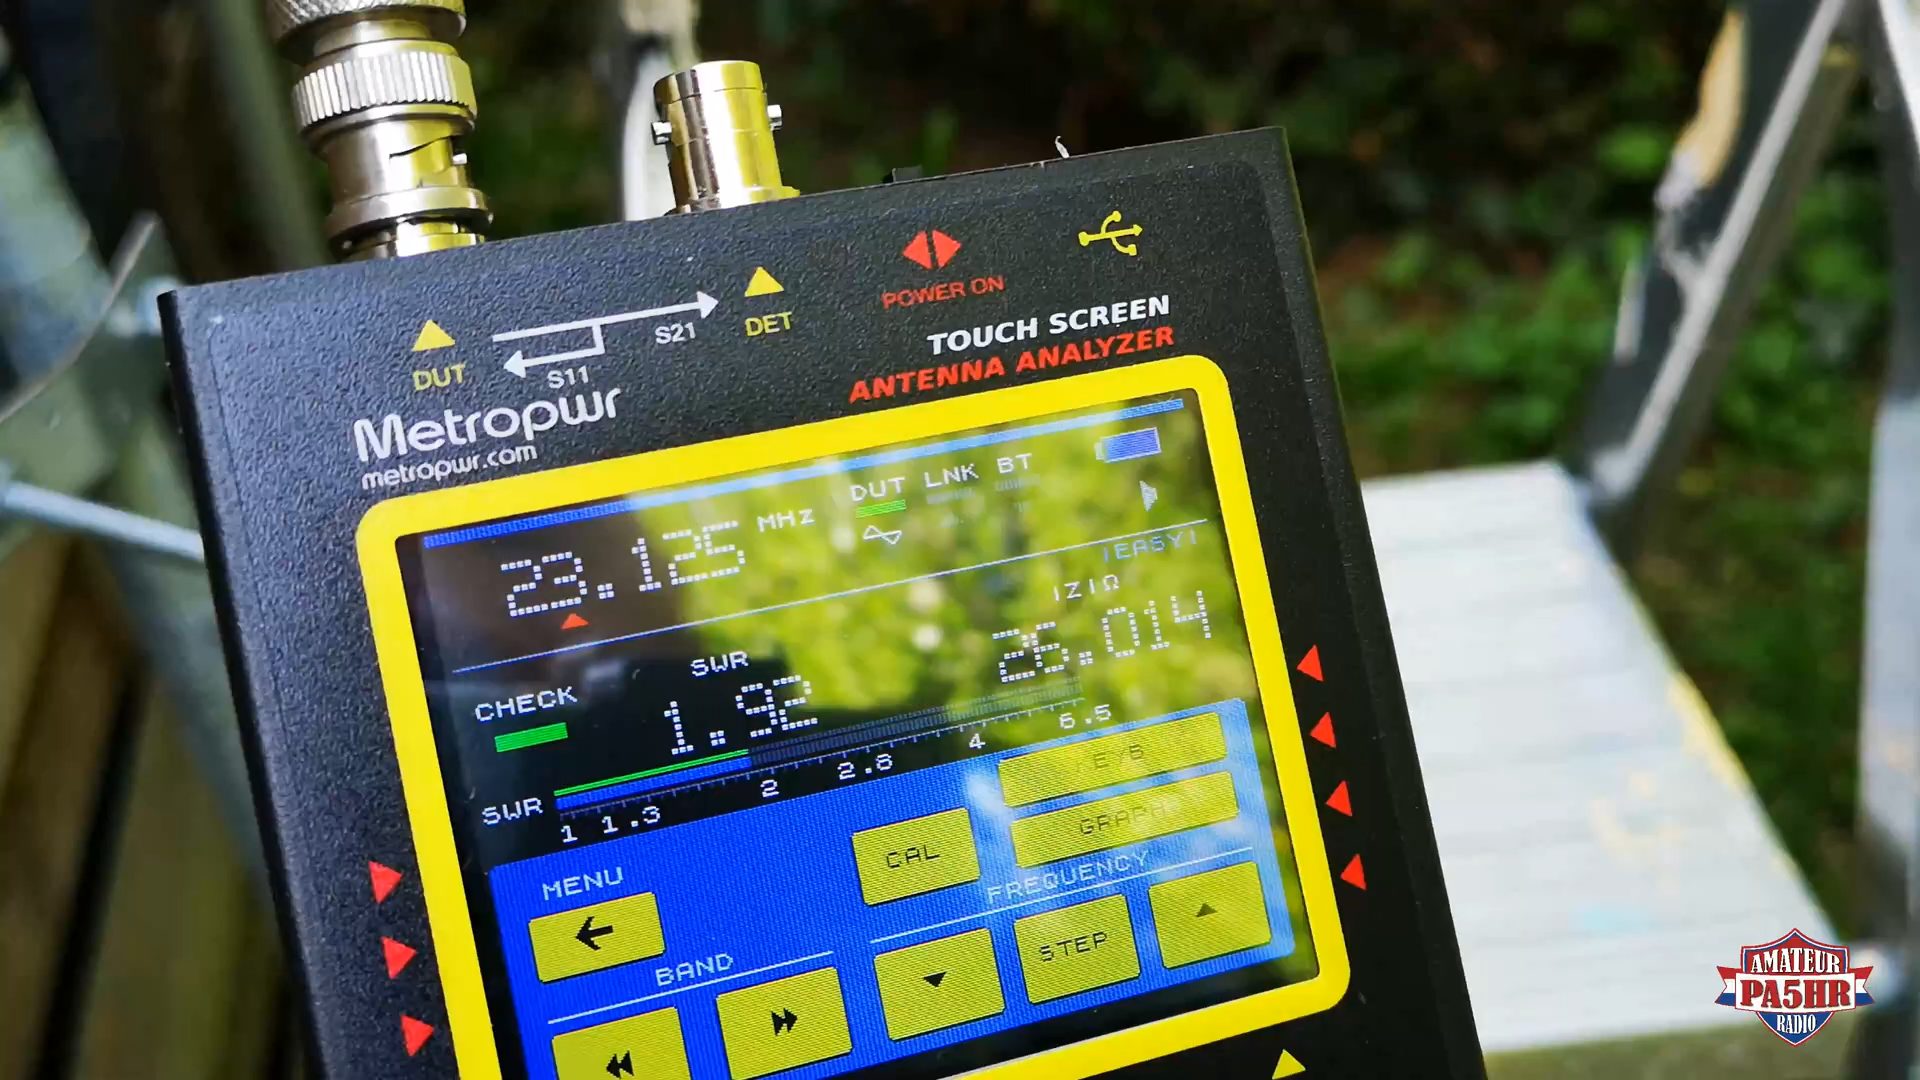 POWER ON
DUT
S21
S11
DET
TOUCH SCREEN
ANTENNA ANALYZER
Metropwr
metropwr.com
23.125 MHz
DUT LNK BT
|EASY|
SWR
1.92
|Z|Ω
26.014
CHECK
SWR
1 1.3 2 2.8 4 6.5
MENU
CAL
GRAPH
FREQUENCY
BAND
STEP
AMATEUR
PA5HR
RADIO